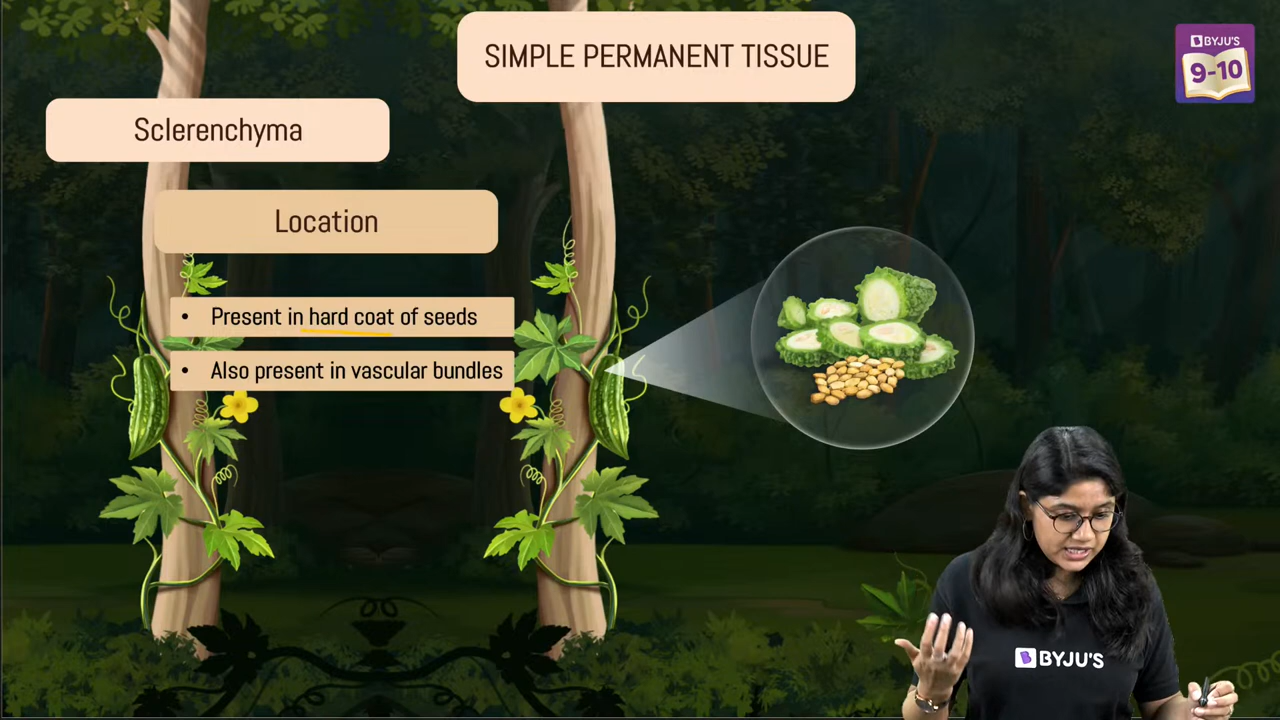 SIMPLE PERMANENT TISSUE
BYJU'S
9-10
Sclerenchyma
Location
• Present in hard coat of seeds
• Also present in vascular bundles
BYJU'S